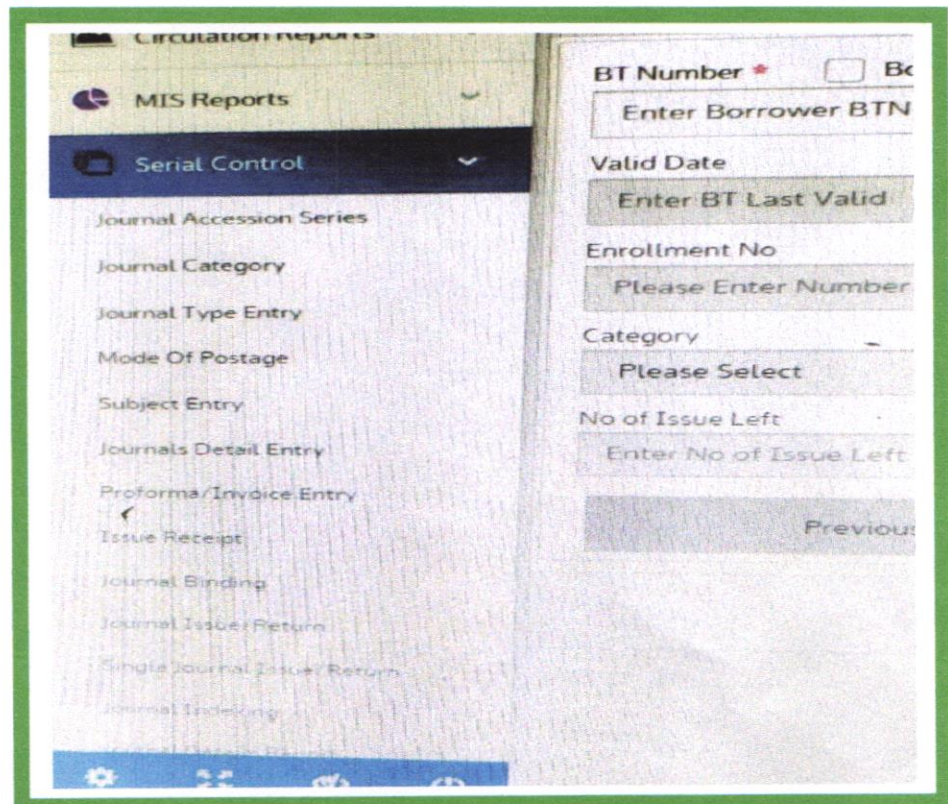 Circulation Reports
MIS Reports
Serial Control
Journal Accession Series
Journal Category
Journal Type Entry
Mode Of Postage
Subject Entry
Journals Detail Entry
Proforma/Invoice Entry
Issue Receipt
Journal Binding
Journal Issue/Return
Single Journal Issue/Return
Journal Indexing
BT Number *
Enter Borrower BTN
Valid Date
Enter BT Last Valid
Enrollment No
Please Enter Number
Category
Please Select
No of Issue Left
Enter No of Issue Left
Previous